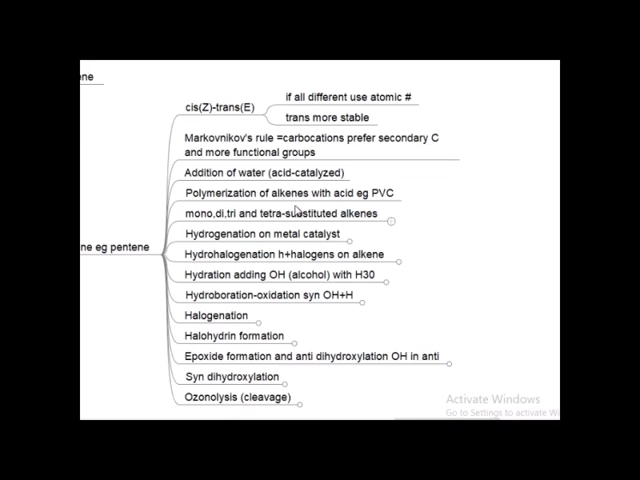 ene
cis(Z)-trans(E)
if all different use atomic #
trans more stable
Markovnikov's rule =carbocations prefer secondary C
and more functional groups
Addition of water (acid-catalyzed)
Polymerization of alkenes with acid eg PVC
mono,di,tri and tetra-substituted alkenes
Hydrogenation on metal catalyst
ne eg pentene
Hydrohalogenation h+halogens on alkene
Hydration adding OH (alcohol) with H30
Hydroboration-oxidation syn OH+H
Halogenation
Halohydrin formation
Epoxide formation and anti dihydroxylation OH in anti
Syn dihydroxylation
Ozonolysis (cleavage)
Activate Windows
Go to Settings to activate Wi